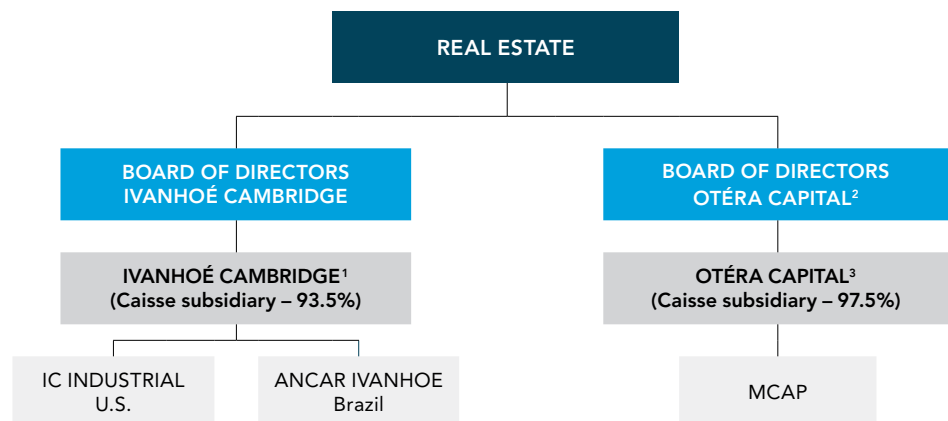 REAL ESTATE
BOARD OF DIRECTORS
IVANHOÉ CAMBRIDGE
BOARD OF DIRECTORS
OTÉRA CAPITAL²
IVANHOÉ CAMBRIDGE¹
(Caisse subsidiary – 93.5%)
OTÉRA CAPITAL³
(Caisse subsidiary – 97.5%)
IC INDUSTRIAL
U.S.
ANCAR IVANHOE
Brazil
MCAP